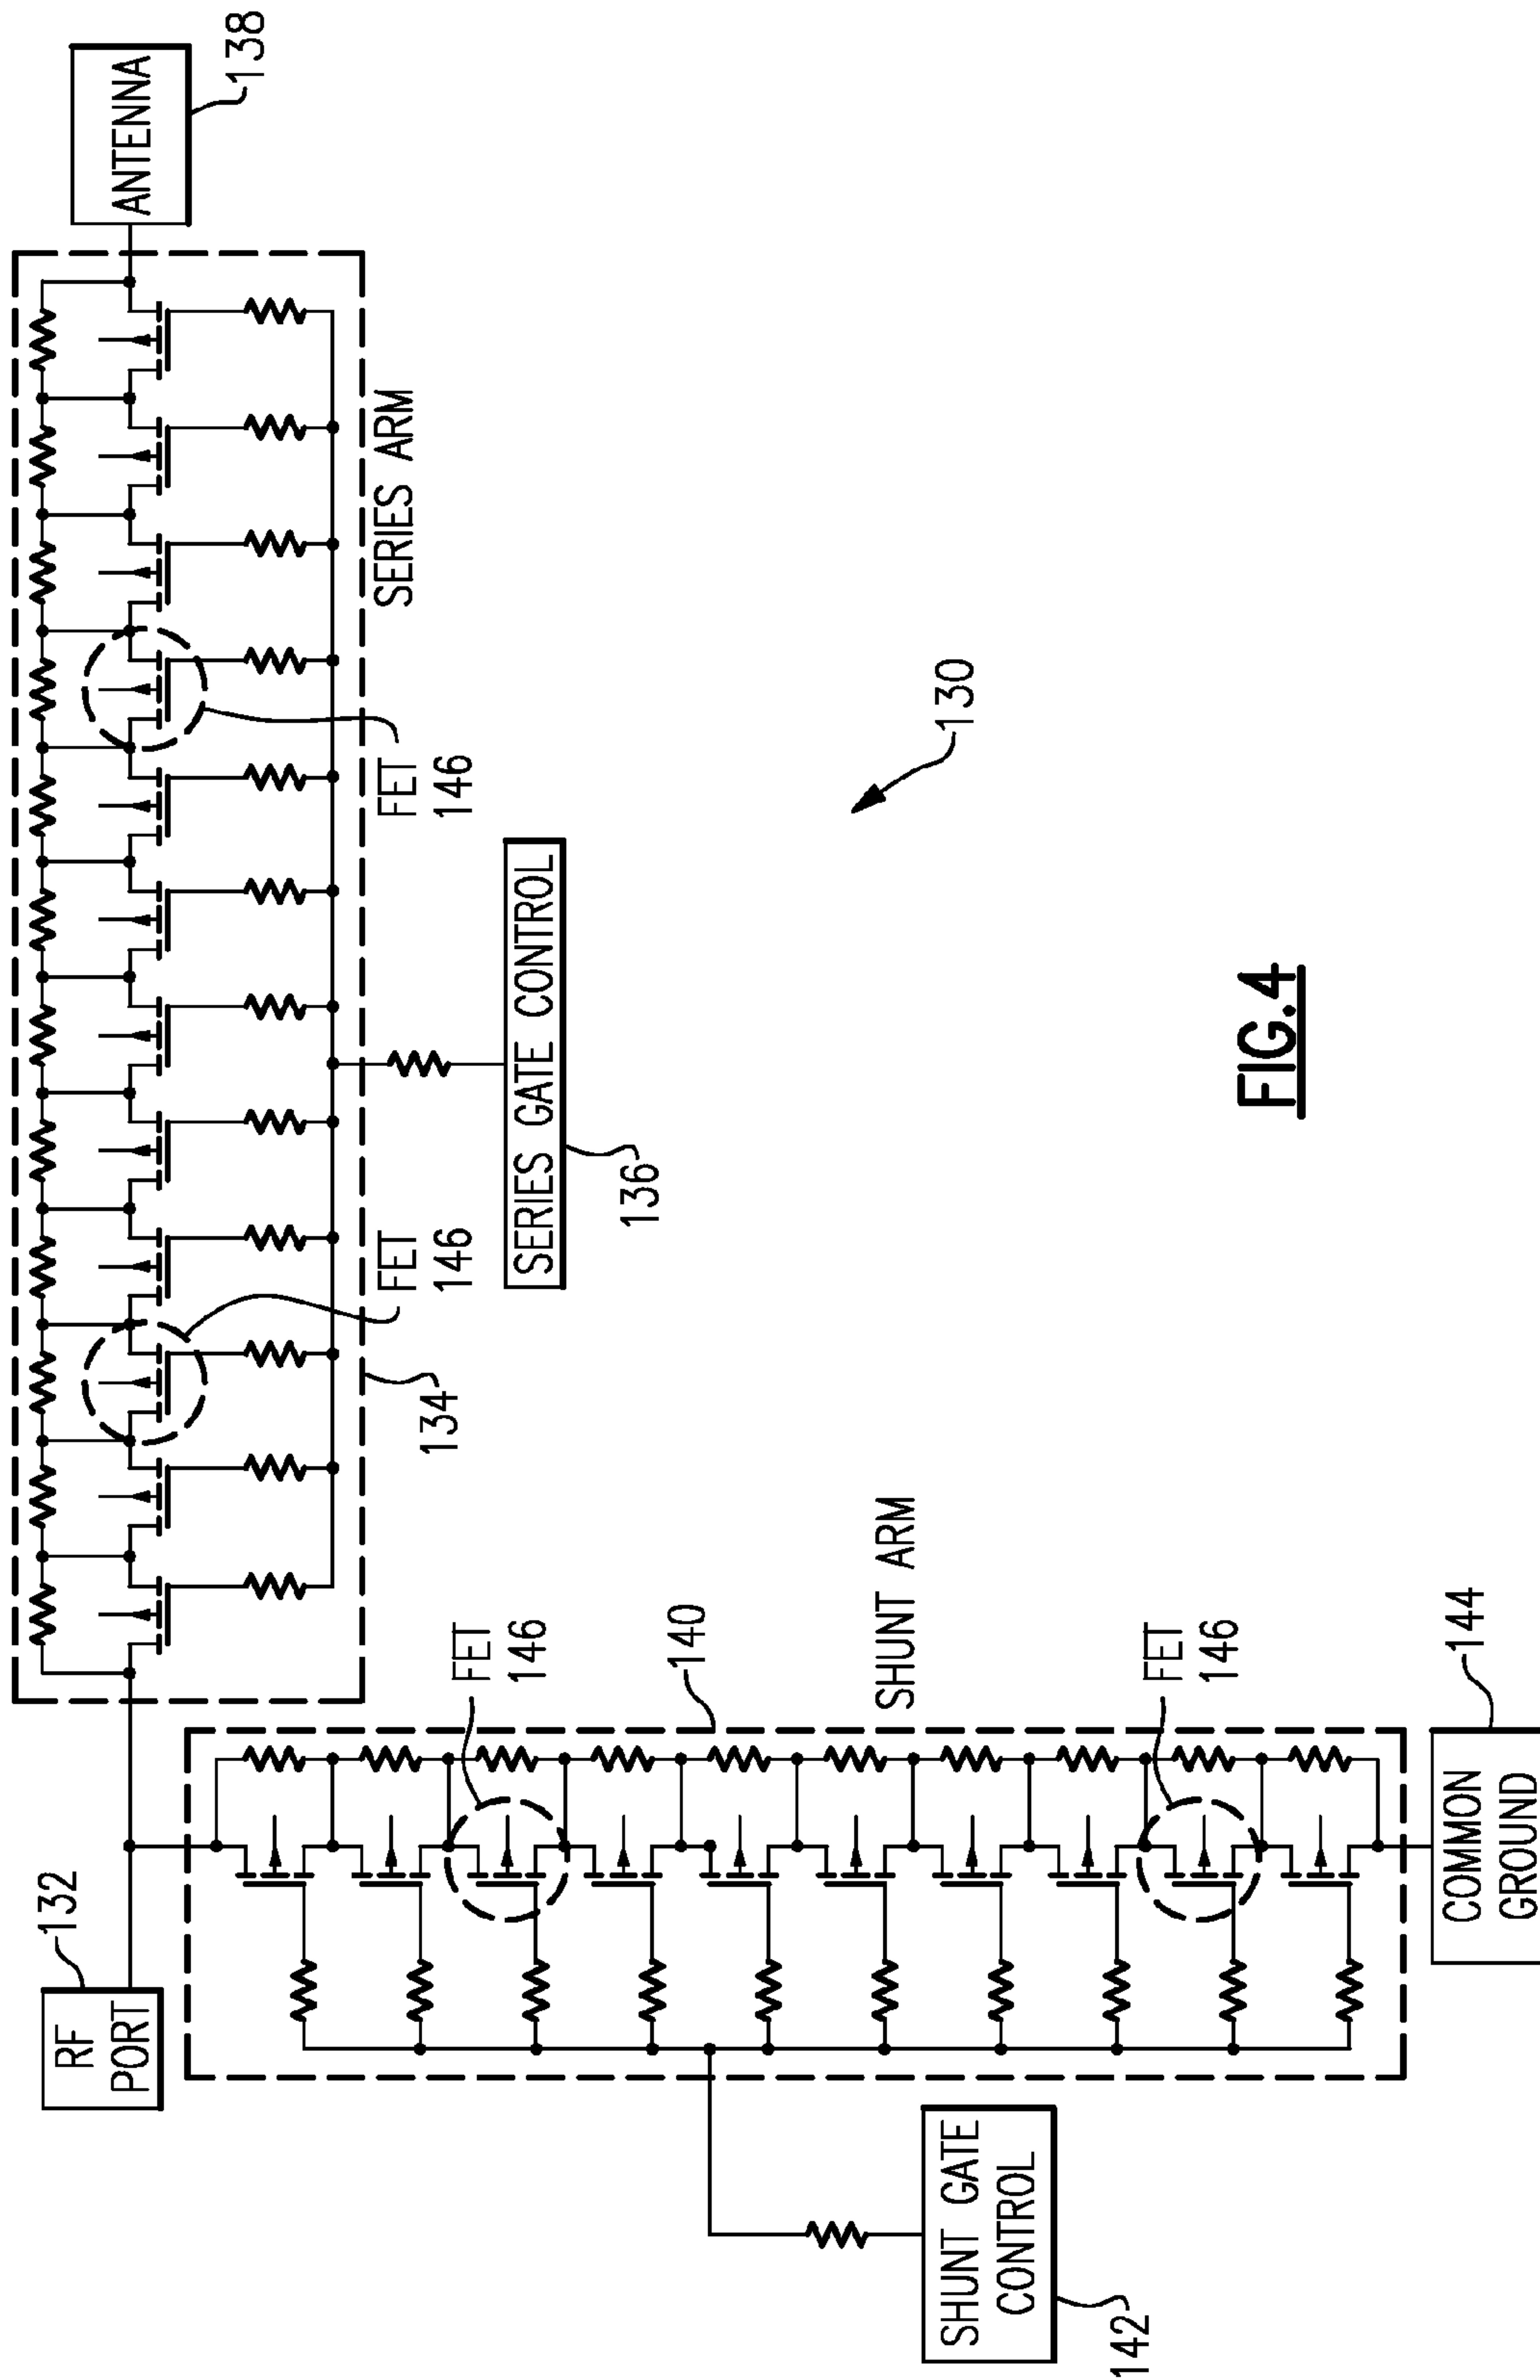 RF
PORT
132
ANTENNA
138
SERIES ARM
FET
146
FET
146
134
SERIES GATE CONTROL
136
FET
146
140
SHUNT ARM
FET
146
SHUNT GATE
CONTROL
142
COMMON
GROUND
144
130
FIG.4